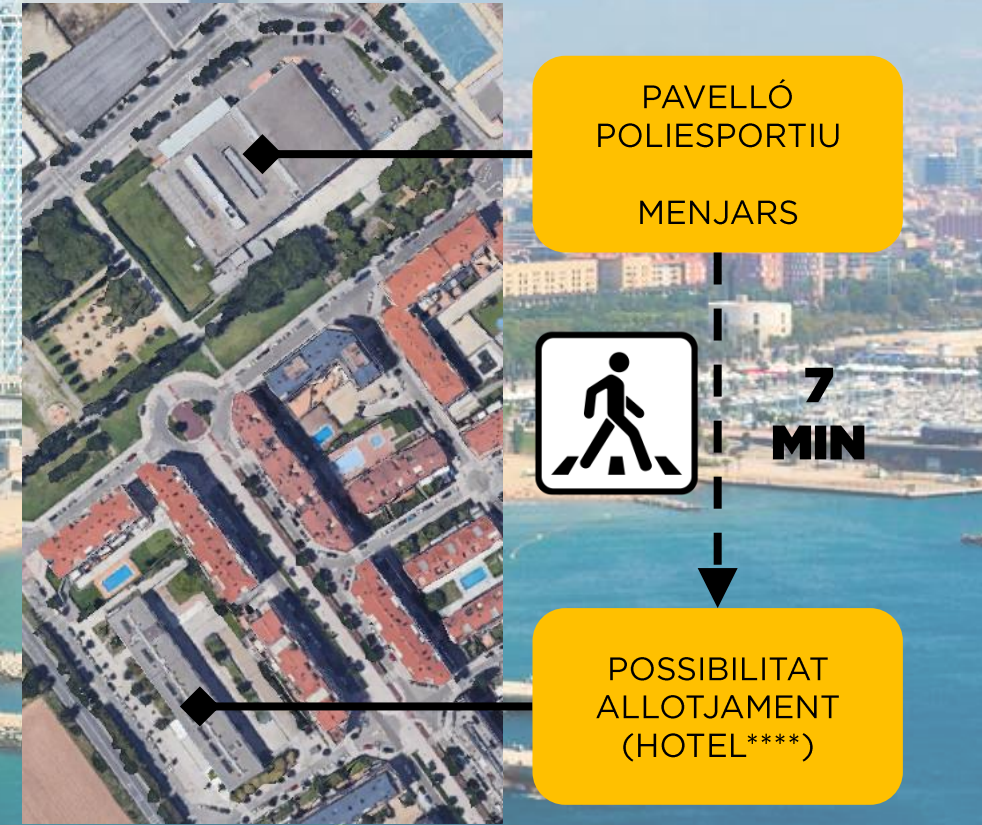 PAVELLÓ
POLIESPORTIU
MENJARS
7
MIN
POSSIBILITAT
ALLOTJAMENT
(HOTEL****)